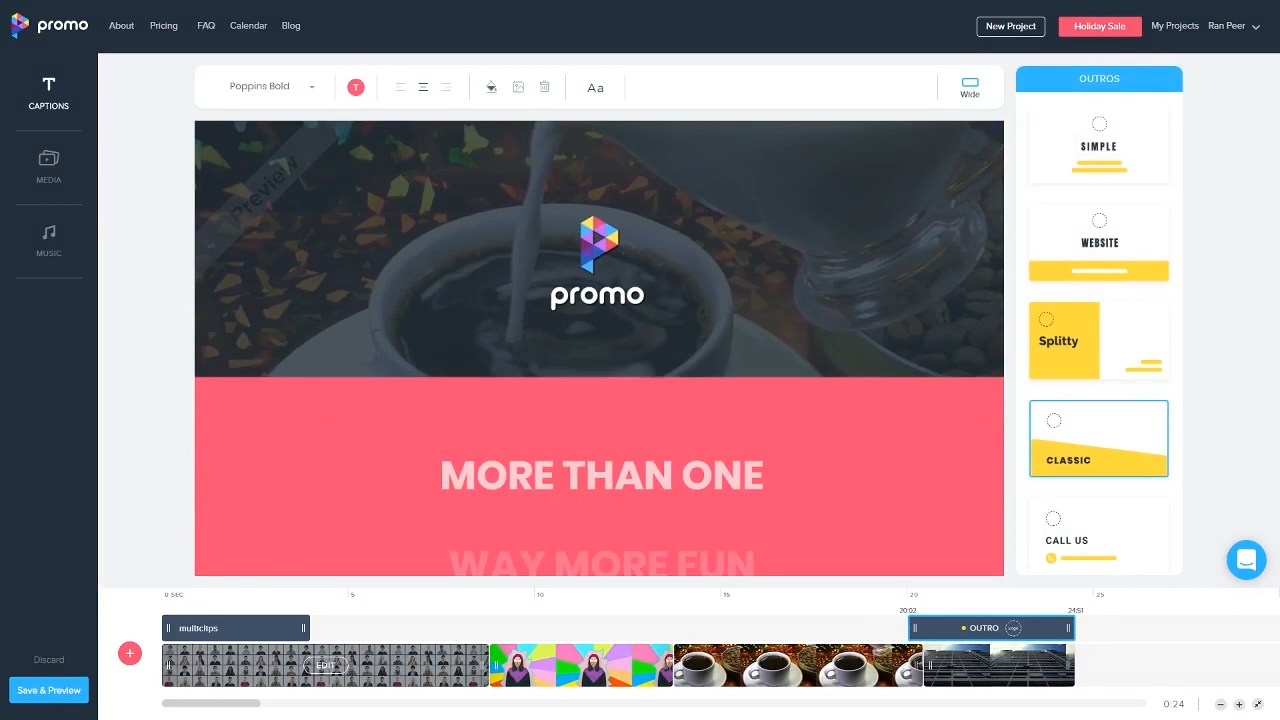 promo
About Pricing FAQ Calendar Blog
New Project Holiday Sale My Projects Ran Peer
T
CAPTIONS
MEDIA
MUSIC
Discard
Save & Preview
Poppins Bold T Aa Wide
Preview
promo
MORE THAN ONE
WAY MORE FUN
OUTROS
SIMPLE
WEBSITE
Splitty
CLASSIC
CALL US
0 SEC 5 10 15 20 25
20:02 24:51
multiclips
OUTRO Logo
EDIT
0.24